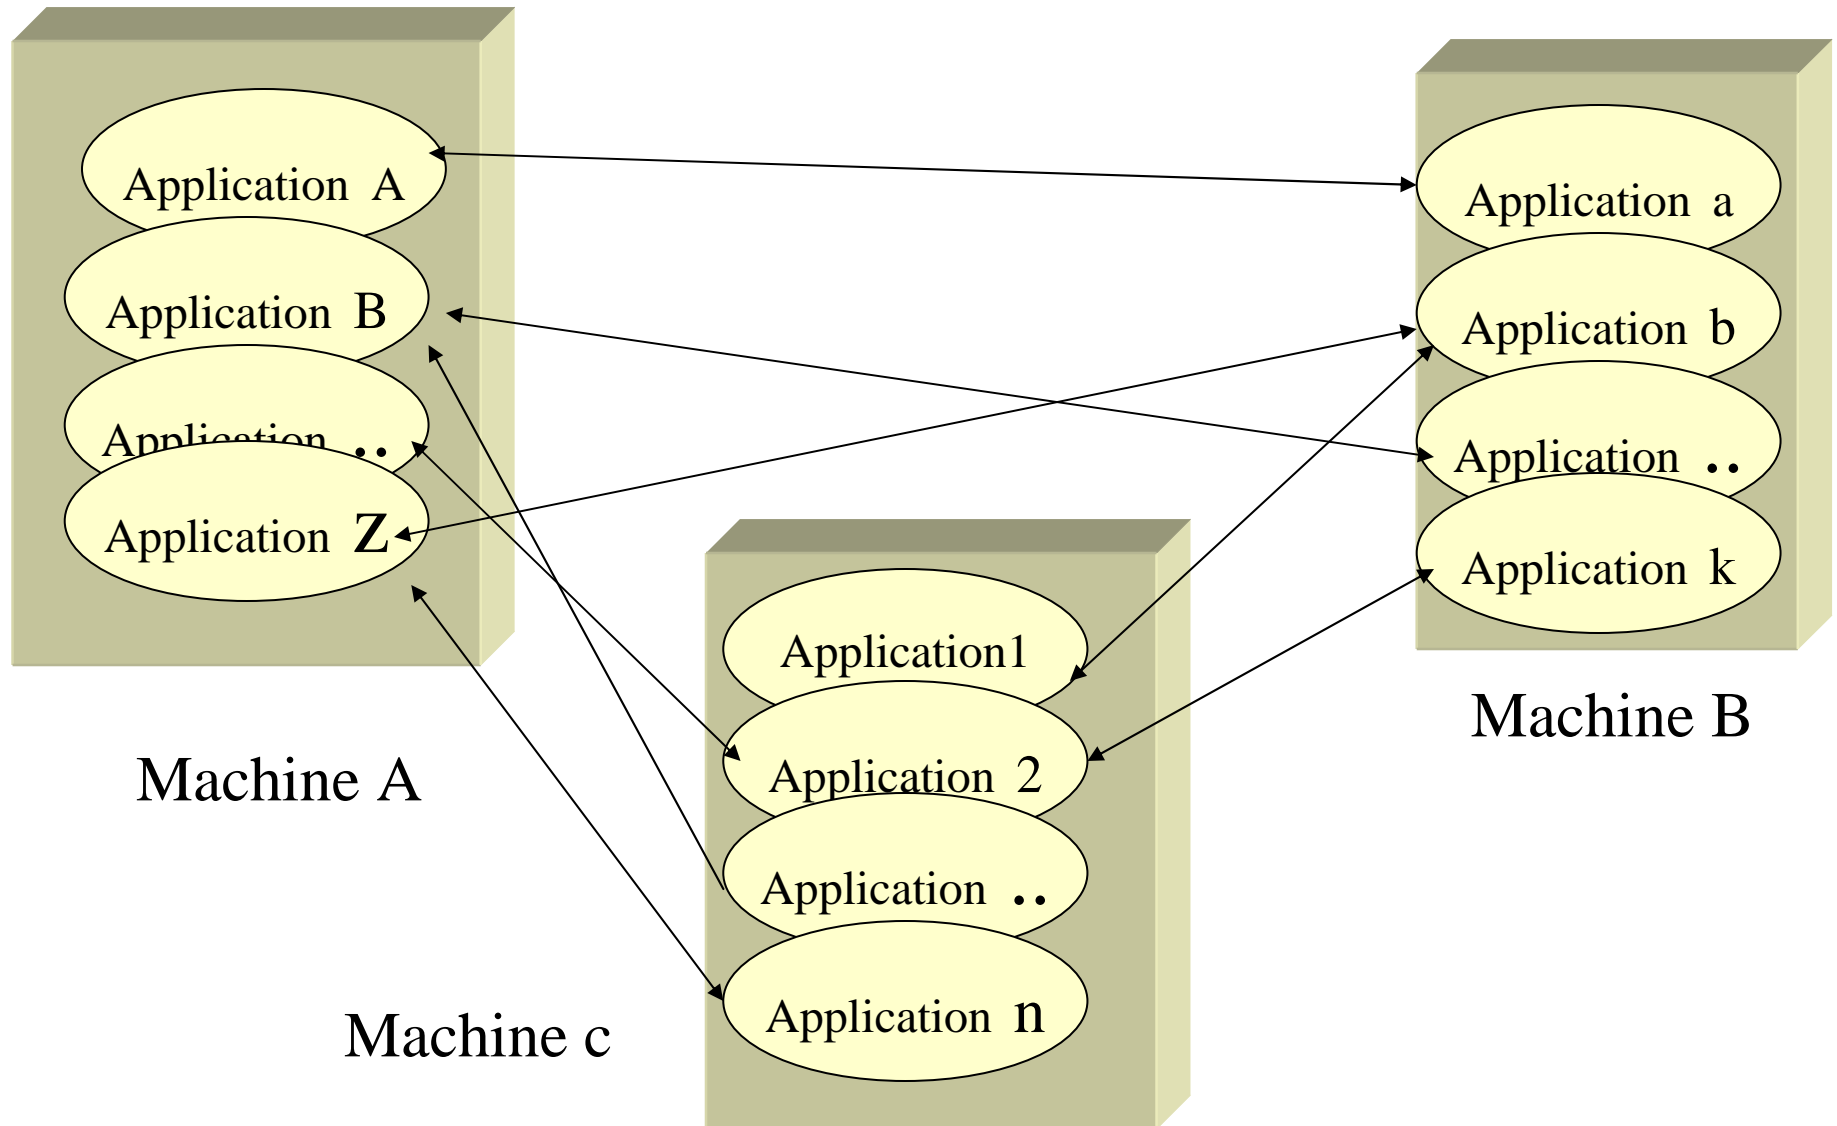 Application A
Application B
Application ..
Application Z
Machine A
Application a
Application b
Application ..
Application k
Machine B
Application1
Application 2
Application ..
Application n
Machine c